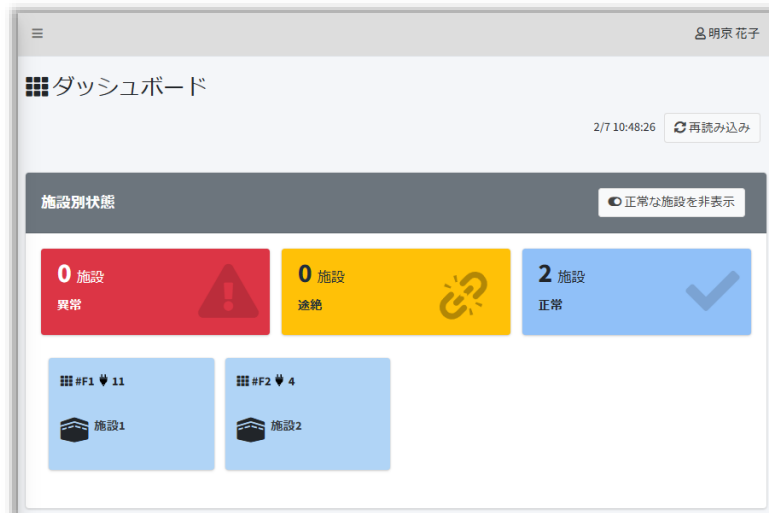 明京 花子
ダッシュボード
2/7 10:48:26 再読み込み
施設別状態 正常な施設を非表示
0 施設
異常
0 施設
途絶
2 施設
正常
#F1 11
施設1
#F2 4
施設2